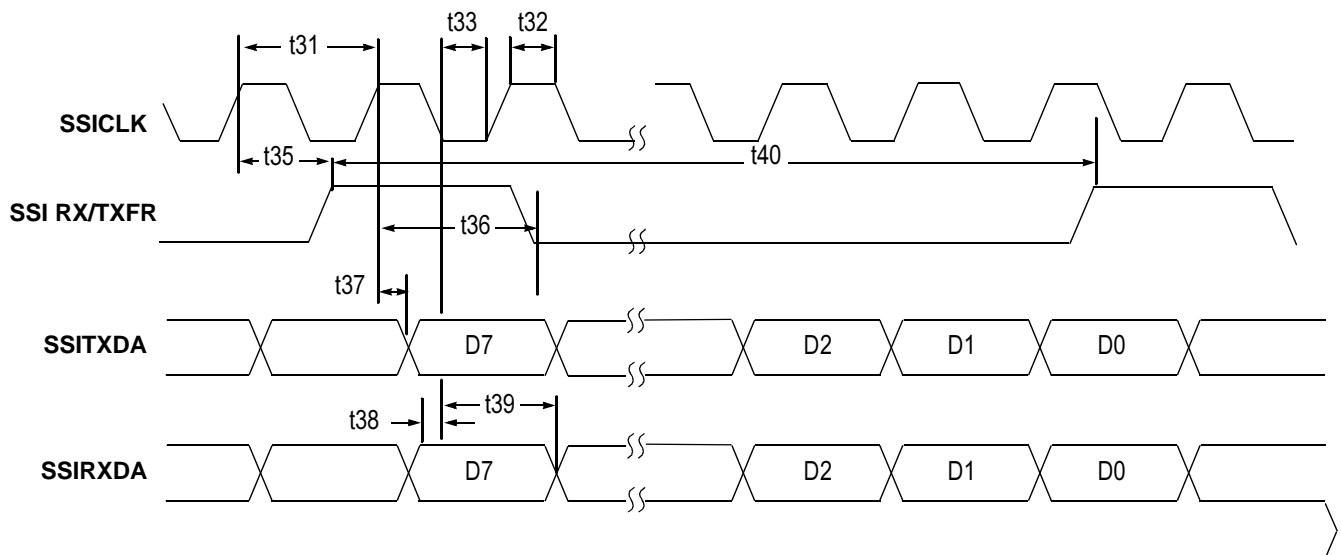 t31
t33
t32
SSICLK
t35
t40
SSI RX/TXFR
t36
t37
SSITXDA
D7
D2
D1
D0
t38
t39
SSIRXDA
D7
D2
D1
D0